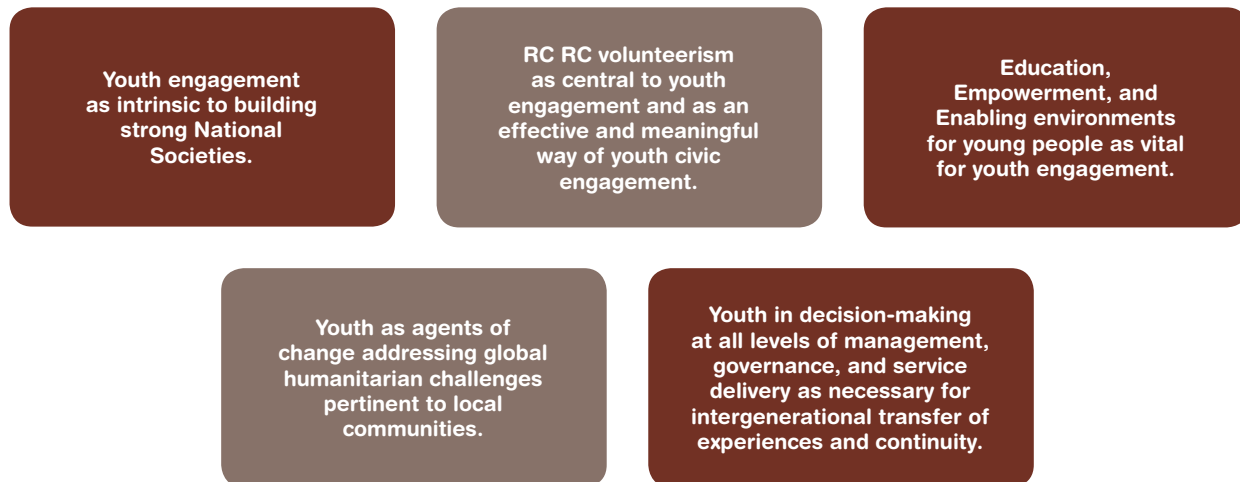 Youth engagement
as intrinsic to building
strong National
Societies.
RC RC volunteerism
as central to youth
engagement and as an
effective and meaningful
way of youth civic
engagement.
Education,
Empowerment, and
Enabling environments
for young people as vital
for youth engagement.
Youth as agents of
change addressing global
humanitarian challenges
pertinent to local
communities.
Youth in decision-making
at all levels of management,
governance, and service
delivery as necessary for
intergenerational transfer of
experiences and continuity.